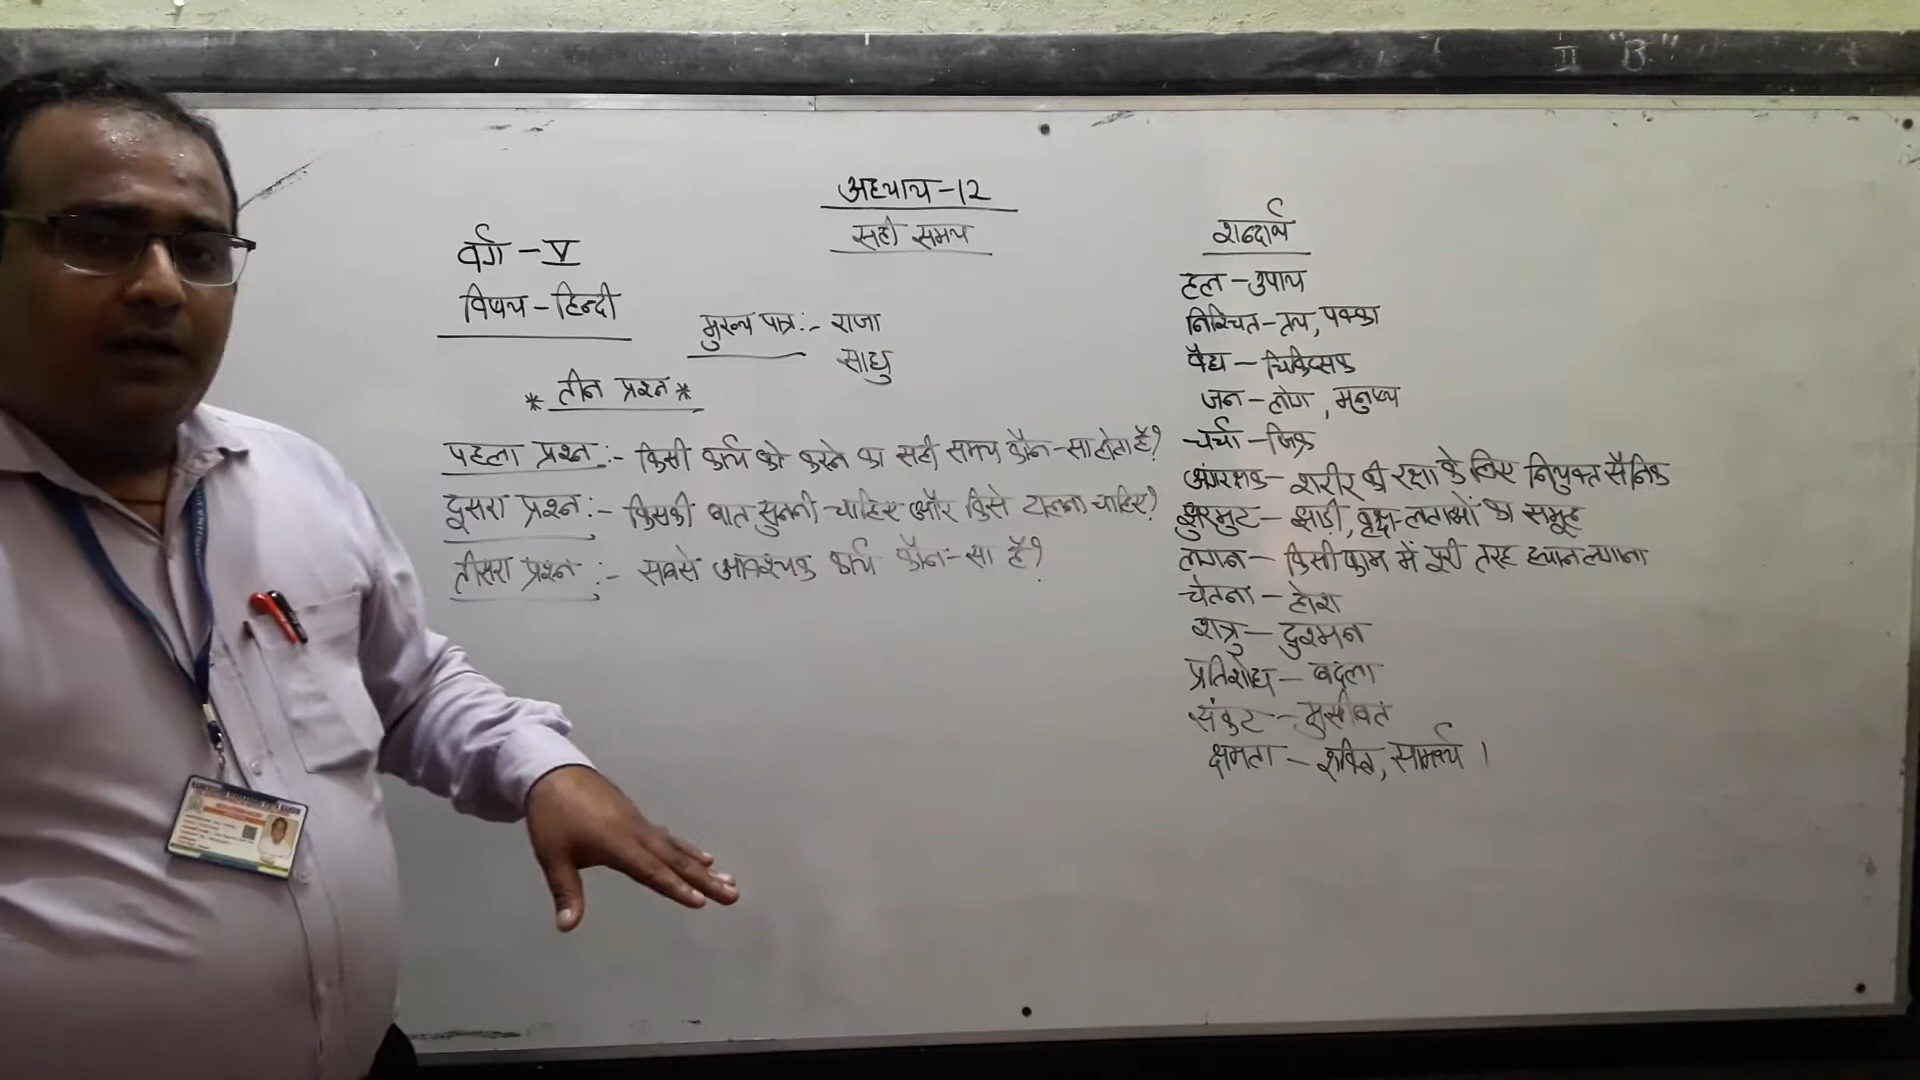 II "B"
अध्याय-12
सही समय
वर्ग - V
विषय - हिन्दी
मुख्य पात्र:- राजा
साधु
* तीन प्रश्न *
पहला प्रश्न:- किसी कार्य को करने का सही समय कौन-सा होता है?
दूसरा प्रश्न:- किसकी बात सुननी चाहिए और किसे टालना चाहिए?
तीसरा प्रश्न:- सबसे आवश्यक कार्य कौन-सा है?
शब्दार्थ
हल - उपाय
निश्चित - तय, पक्का
वैद्य - चिकित्सक
जन - लोग, मनुष्य
चर्चा - जिक्र
अंगरक्षक - शरीर की रक्षा के लिए नियुक्त सैनिक
झुरमुट - झाड़ी, वृक्ष-लताओं का समूह
लगन - किसी काम में पूरी तरह ध्यान लगाना
चेतना - होश
शत्रु - दुश्मन
प्रतिशोध - बदला
संकट - मुसीबत
क्षमता - शक्ति, सामर्थ्य ।